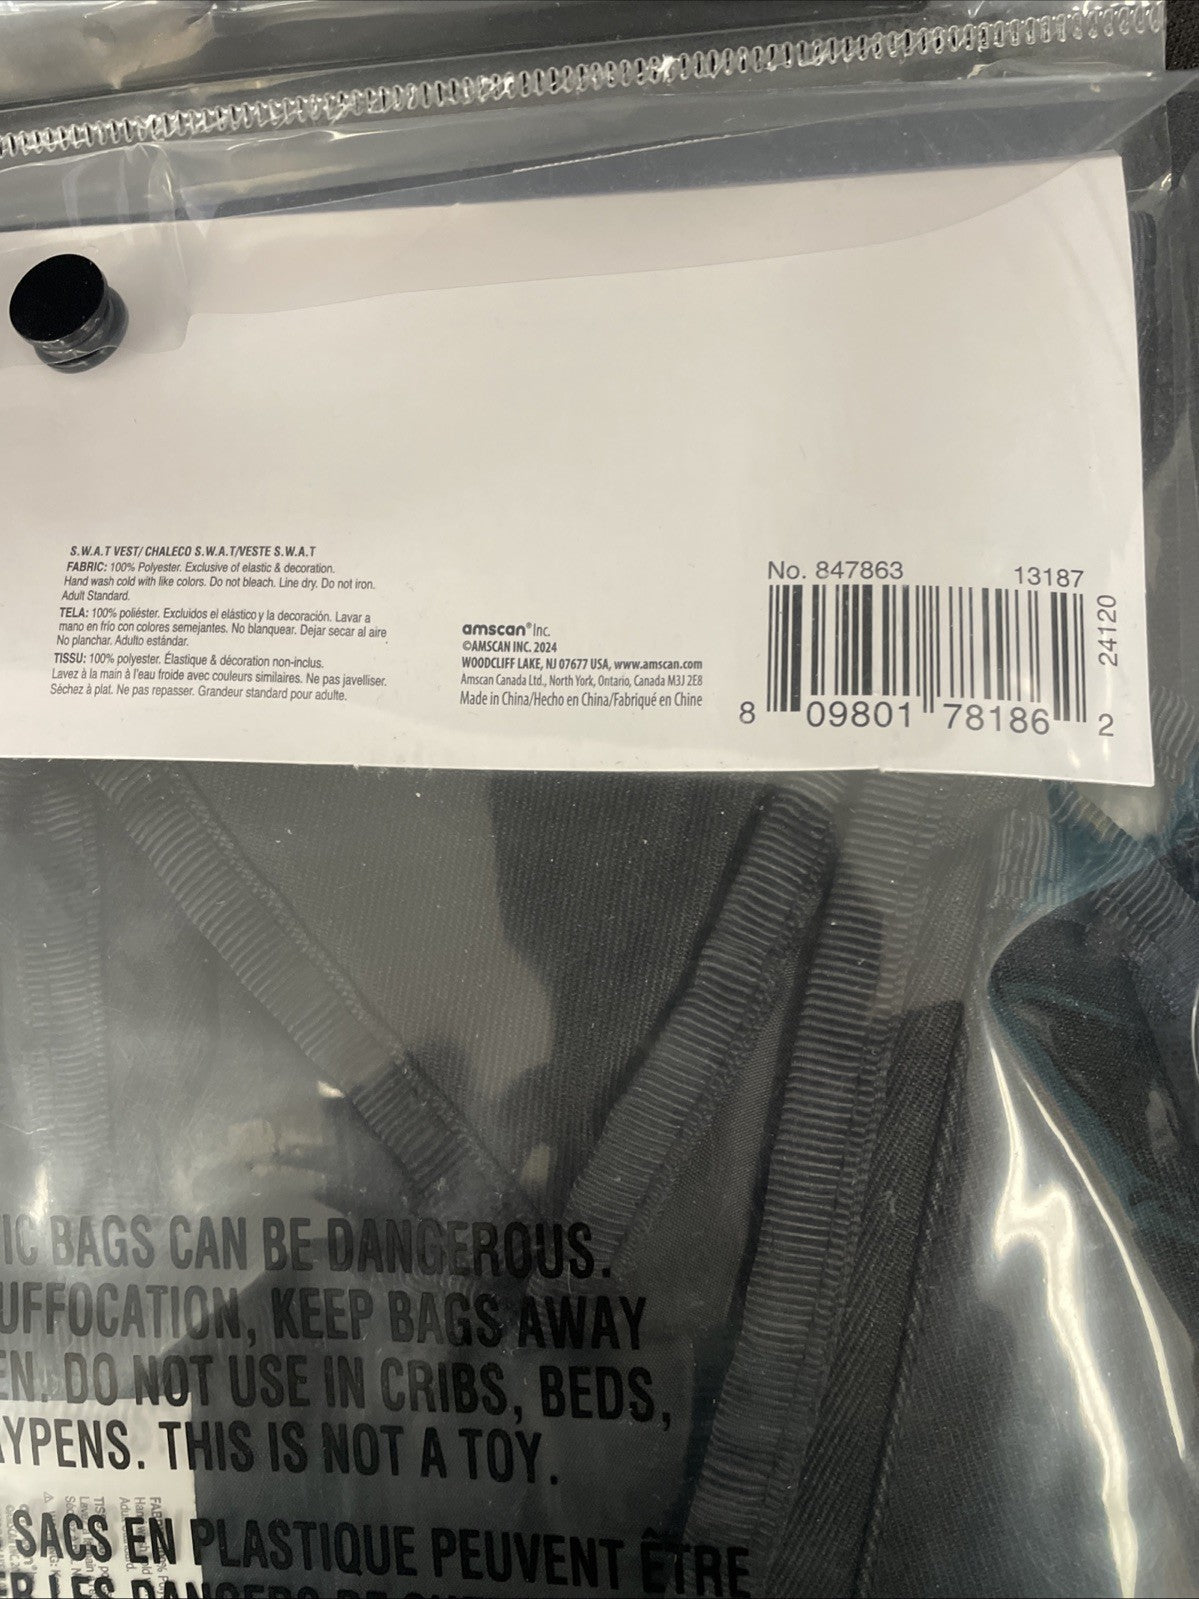 S.W.A.T VEST/ CHALECO S.W.A.T/VESTE S.W.A.T
FABRIC: 100% Polyester. Exclusive of elastic & decoration.
Hand wash cold with like colors. Do not bleach. Line dry. Do not iron.
Adult Standard.
TELA: 100% poliéster. Excluidos el elástico y la decoración. Lavar a
mano en frío con colores semejantes. No blanquear. Dejar secar al aire
No planchar. Adulto estándar.
TISSU: 100% polyester. Élastique & décoration non-inclus.
Lavez à la main à l'eau froide avec couleurs similaires. Ne pas javelliser.
Séchez à plat. Ne pas repasser. Grandeur standard pour adulte.
amscan® Inc.
©AMSCAN INC. 2024
WOODCLIFF LAKE, NJ 07677 USA, www.amscan.com
Amscan Canada Ltd., North York, Ontario, Canada M3J 2E8
Made in China/Hecho en China/Fabriqué en Chine
No. 847863 13187
24120
8 09801 78186 2
IC BAGS CAN BE DANGEROUS.
UFFOCATION, KEEP BAGS AWAY
EN. DO NOT USE IN CRIBS, BEDS,
AYPENS. THIS IS NOT A TOY.
SACS EN PLASTIQUE PEUVENT ÊTRE